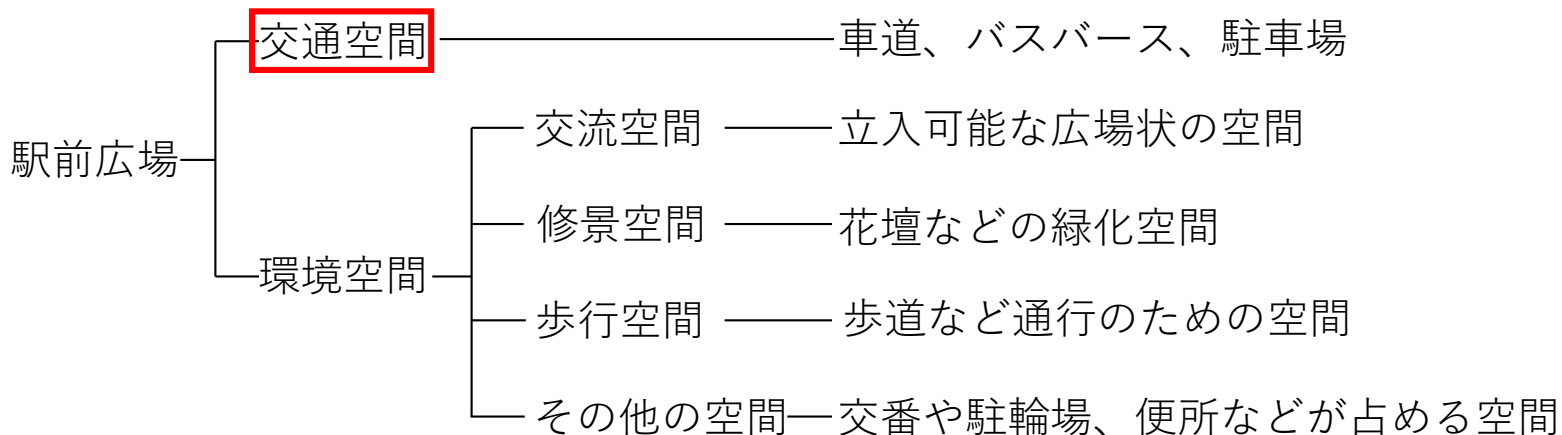 交通空間 車道、バスバース、駐車場
交流空間 立入可能な広場状の空間
駅前広場
修景空間 花壇などの緑化空間
環境空間
歩行空間 歩道など通行のための空間
その他の空間 交番や駐輪場、便所などが占める空間